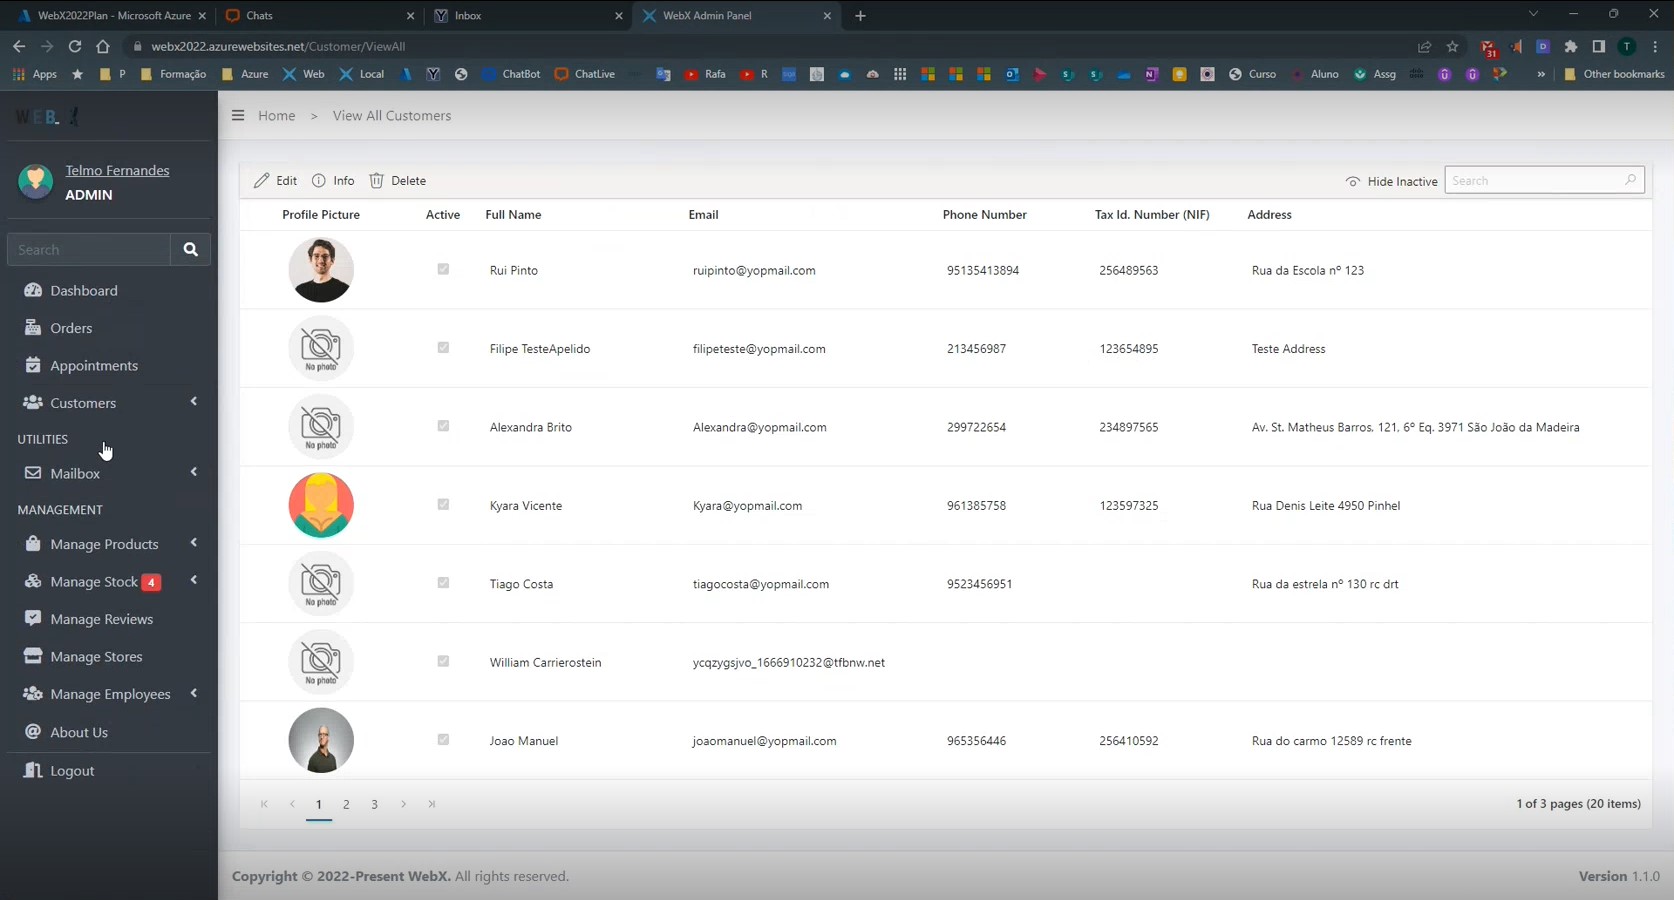 WebX2022Plan - Microsoft Azure
Chats
Inbox
WebX Admin Panel
webx2022.azurewebsites.net/Customer/ViewAll
31
T
Apps
P
Formação
Azure
Web
Local
ChatBot
ChatLive
Rafa
R
Curso
Aluno
Assg
» Other bookmarks
WEB_X
Home > View All Customers
Telmo Fernandes
ADMIN
Search
Dashboard
Orders
Appointments
Customers
UTILITIES
Mailbox
MANAGEMENT
Manage Products
Manage Stock 4
Manage Reviews
Manage Stores
Manage Employees
About Us
Logout
Edit Info Delete Hide Inactive Search
Profile Picture Active Full Name Email Phone Number Tax Id. Number (NIF) Address
Rui Pinto ruipinto@yopmail.com 95135413894 256489563 Rua da Escola nº 123
No photo Filipe TesteApelido filipeteste@yopmail.com 213456987 123654895 Teste Address
No photo Alexandra Brito Alexandra@yopmail.com 299722654 234897565 Av. St. Matheus Barros, 121, 6º Eq. 3971 São João da Madeira
Kyara Vicente Kyara@yopmail.com 961385758 123597325 Rua Denis Leite 4950 Pinhel
No photo Tiago Costa tiagocosta@yopmail.com 9523456951 Rua da estrela nº 130 rc drt
No photo William Carrierostein ycqzygsjvo_1666910232@tfbnw.net
Joao Manuel joaomanuel@yopmail.com 965356446 256410592 Rua do carmo 12589 rc frente
1 2 3 1 of 3 pages (20 items)
Copyright © 2022-Present WebX. All rights reserved. Version 1.1.0